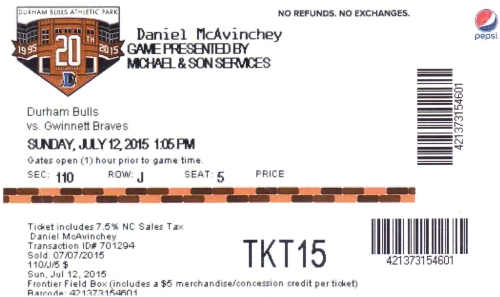 DURHAM BULLS ATHLETIC PARK
1995 20TH 2015
NO REFUNDS. NO EXCHANGES.
pepsi
Daniel McAvinchey
GAME PRESENTED BY
MICHAEL & SON SERVICES
Durham Bulls
vs. Gwinnett Braves
SUNDAY, JULY 12, 2015 1:05 PM
Gates open (1) hour prior to game time.
SEC: 110 ROW: J SEAT: 5 PRICE
421373154601
Ticket includes 7.5% NC Sales Tax
Daniel McAvinchey
Transaction ID# 701294
Sold: 07/07/2015
110/J/5 $
Sun, Jul 12, 2015
Frontier Field Box (includes a $5 merchandise/concession credit per ticket)
Barcode: 421373154601
TKT15
421373154601